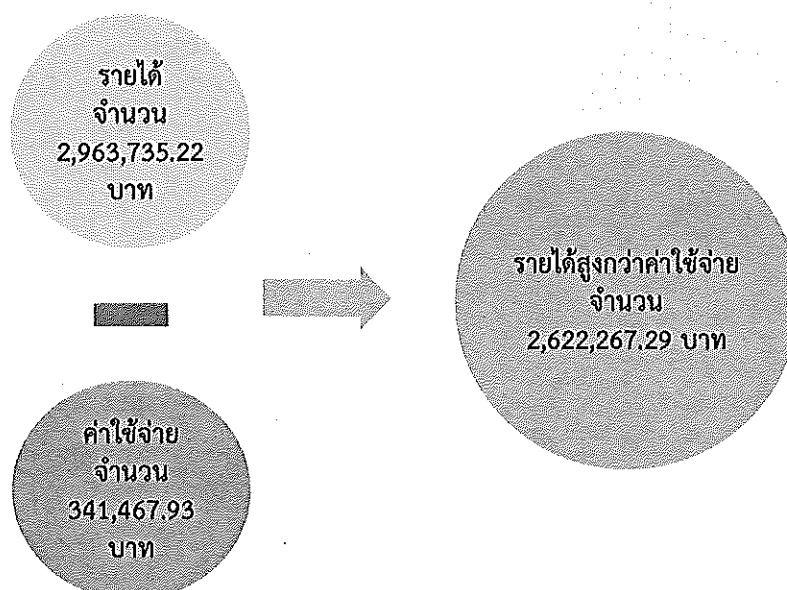 รายได้
จำนวน
2,963,735.22
บาท
รายได้สูงกว่าค่าใช้จ่าย
จำนวน
2,622,267.29 บาท
ค่าใช้จ่าย
จำนวน
341,467.93
บาท